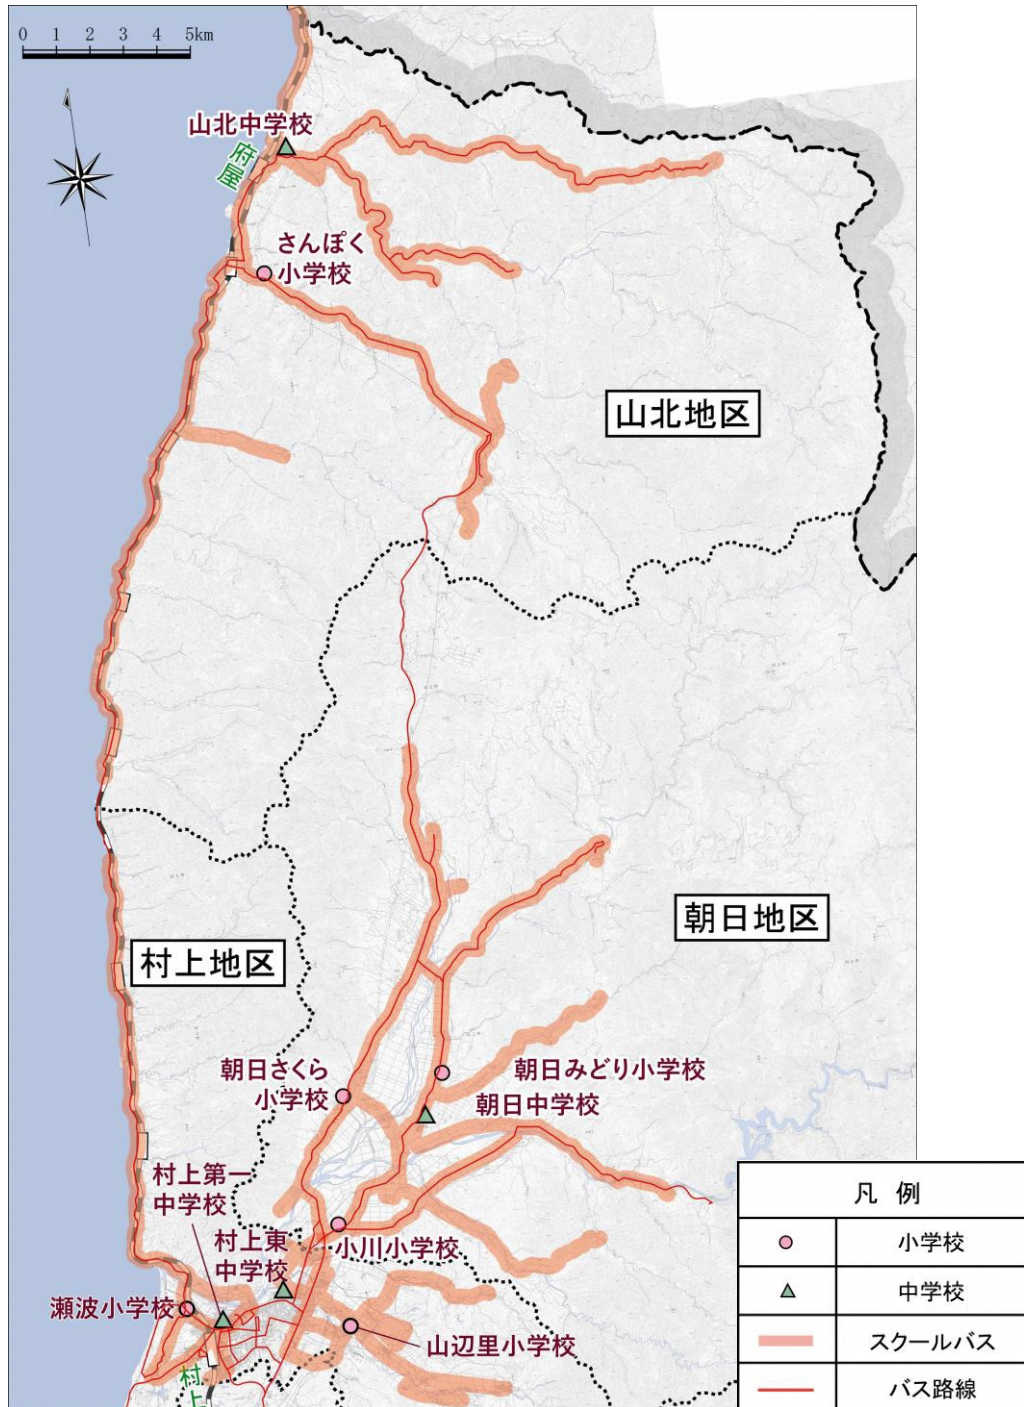 0 1 2 3 4 5km
山北中学校
府屋
さんぽく
小学校
山北地区
朝日地区
村上地区
朝日さくら
小学校
朝日みどり小学校
朝日中学校
村上第一
中学校
村上東
中学校
小川小学校
瀬波小学校
山辺里小学校
村上
凡 例
小学校
中学校
スクールバス
バス路線